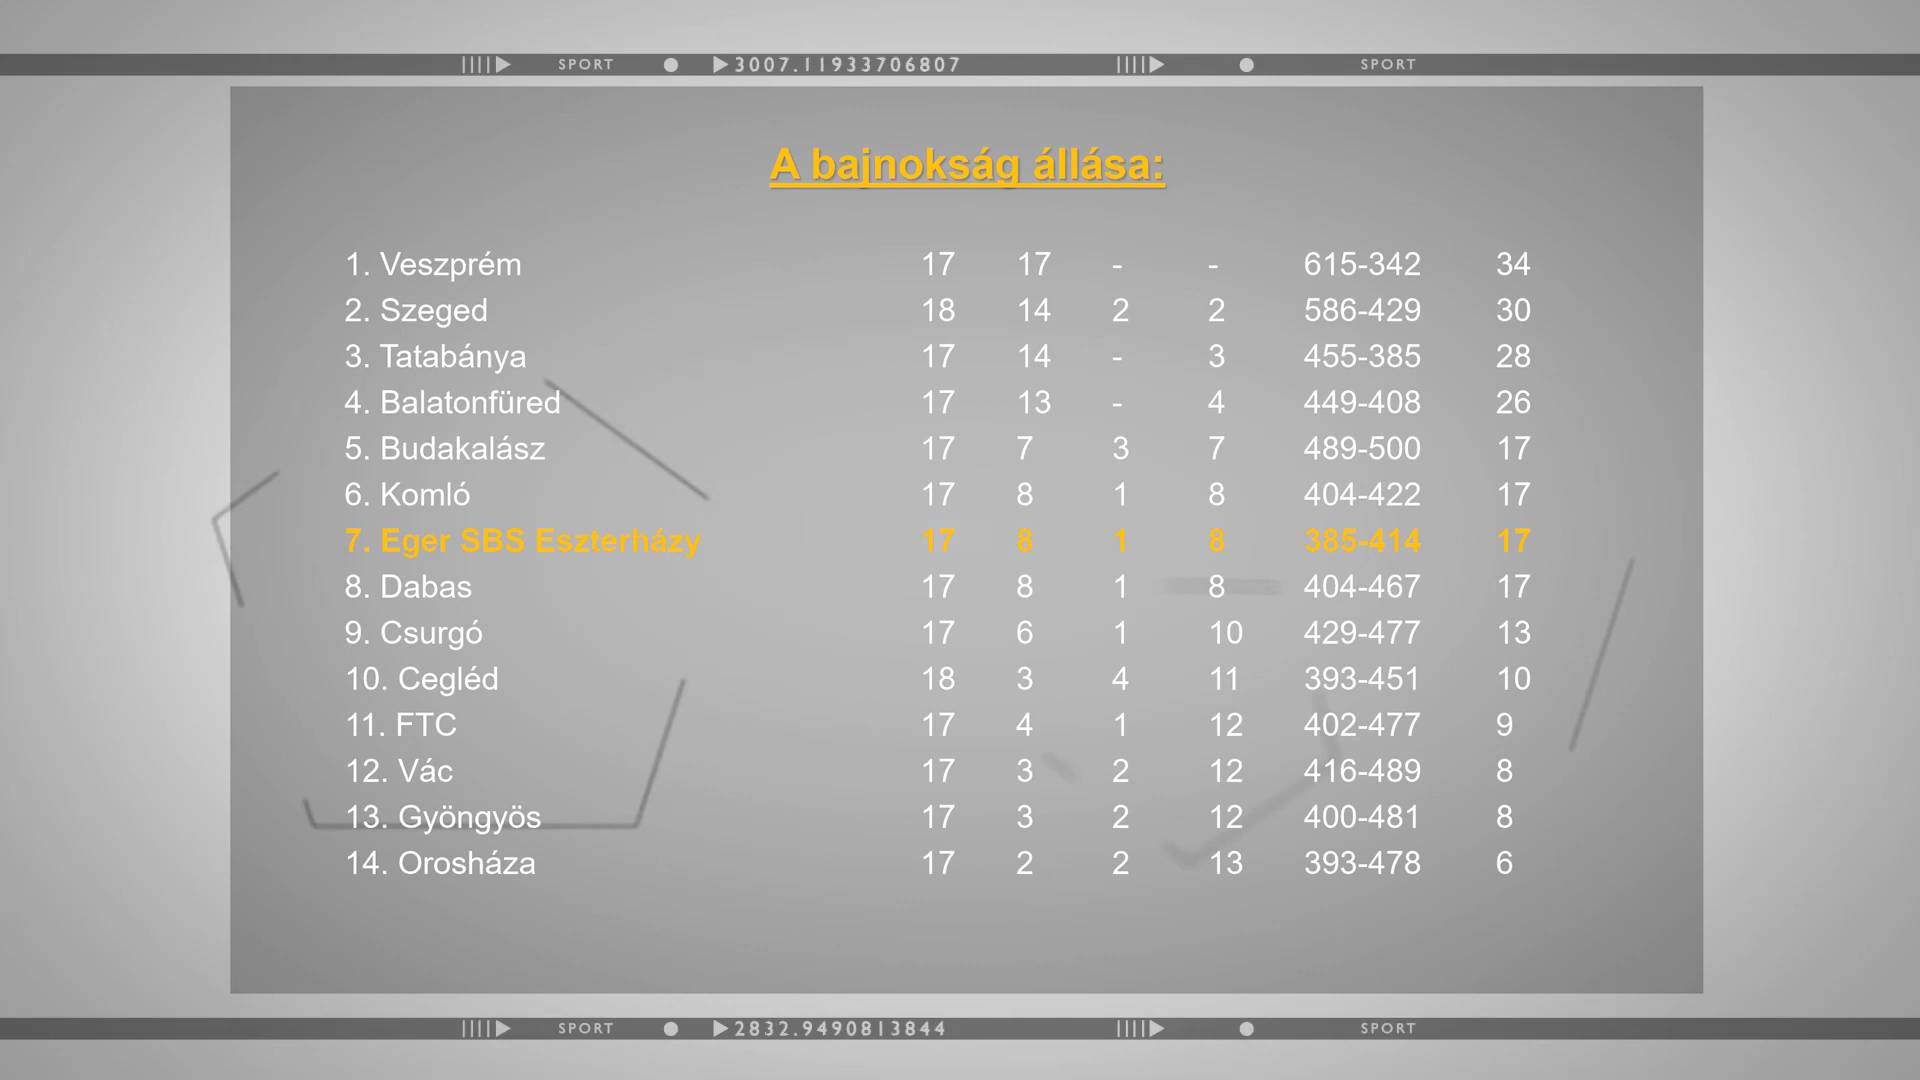 SPORT 3007.11933706807 SPORT
A bajnokság állása:
1. Veszprém 17 17 - - 615-342 34
2. Szeged 18 14 2 2 586-429 30
3. Tatabánya 17 14 - 3 455-385 28
4. Balatonfüred 17 13 - 4 449-408 26
5. Budakalász 17 7 3 7 489-500 17
6. Komló 17 8 1 8 404-422 17
7. Eger SBS Eszterházy 17 8 1 8 385-414 17
8. Dabas 17 8 1 8 404-467 17
9. Csurgó 17 6 1 10 429-477 13
10. Cegléd 18 3 4 11 393-451 10
11. FTC 17 4 1 12 402-477 9
12. Vác 17 3 2 12 416-489 8
13. Gyöngyös 17 3 2 12 400-481 8
14. Orosháza 17 2 2 13 393-478 6
SPORT 2832.9490813844 SPORT